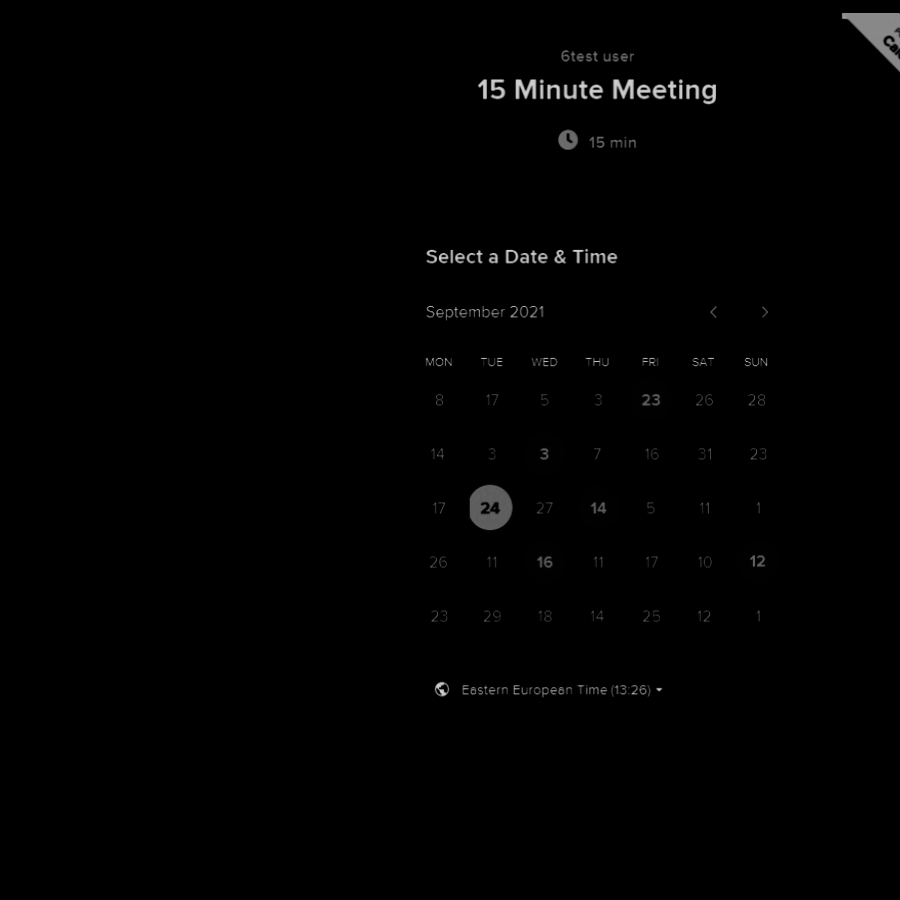 6test user
15 Minute Meeting
15 min
Select a Date & Time
September 2021
MON TUE WED THU FRI SAT SUN
8 17 5 3 23 26 28
14 3 3 7 16 31 23
17 24 27 14 5 11 1
26 11 16 11 17 10 12
23 29 18 14 25 12 1
Eastern European Time (13:26)